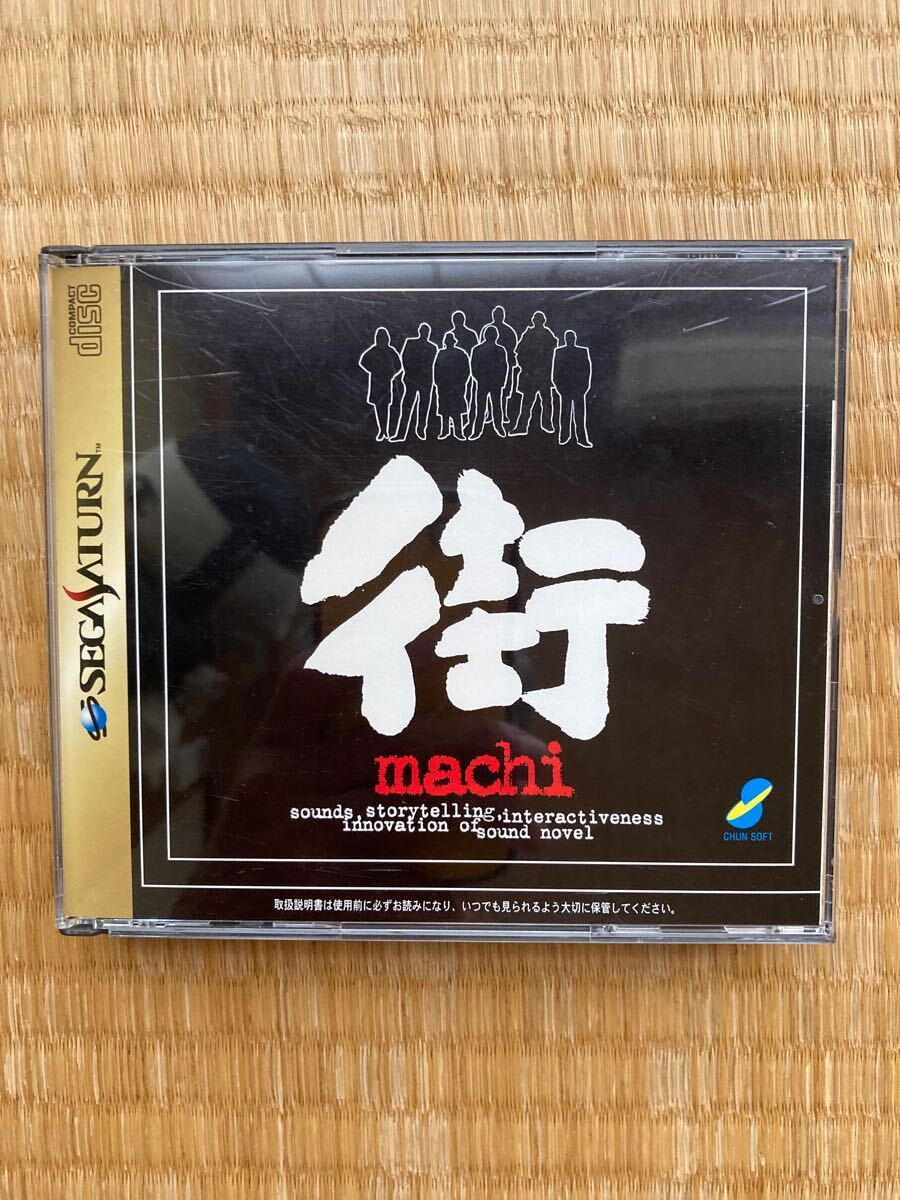 COMPACT
disc
SEGA SATURN™
街
machi
sounds, storytelling, interactiveness
innovation of sound novel
CHUN SOFT
取扱説明書は使用前に必ずお読みになり、いつでも見られるよう大切に保管してください。